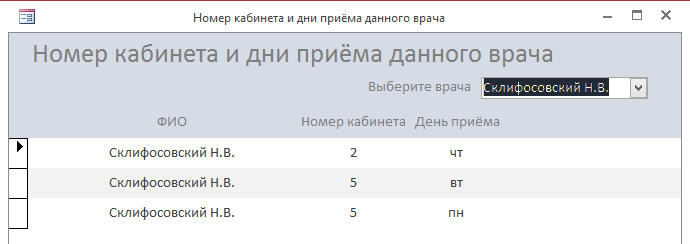 Номер кабинета и дни приёма данного врача
Номер кабинета и дни приёма данного врача
Выберите врача Склифосовский Н.В.
ФИО Номер кабинета День приёма
Склифосовский Н.В. 2 чт
Склифосовский Н.В. 5 вт
Склифосовский Н.В. 5 пн